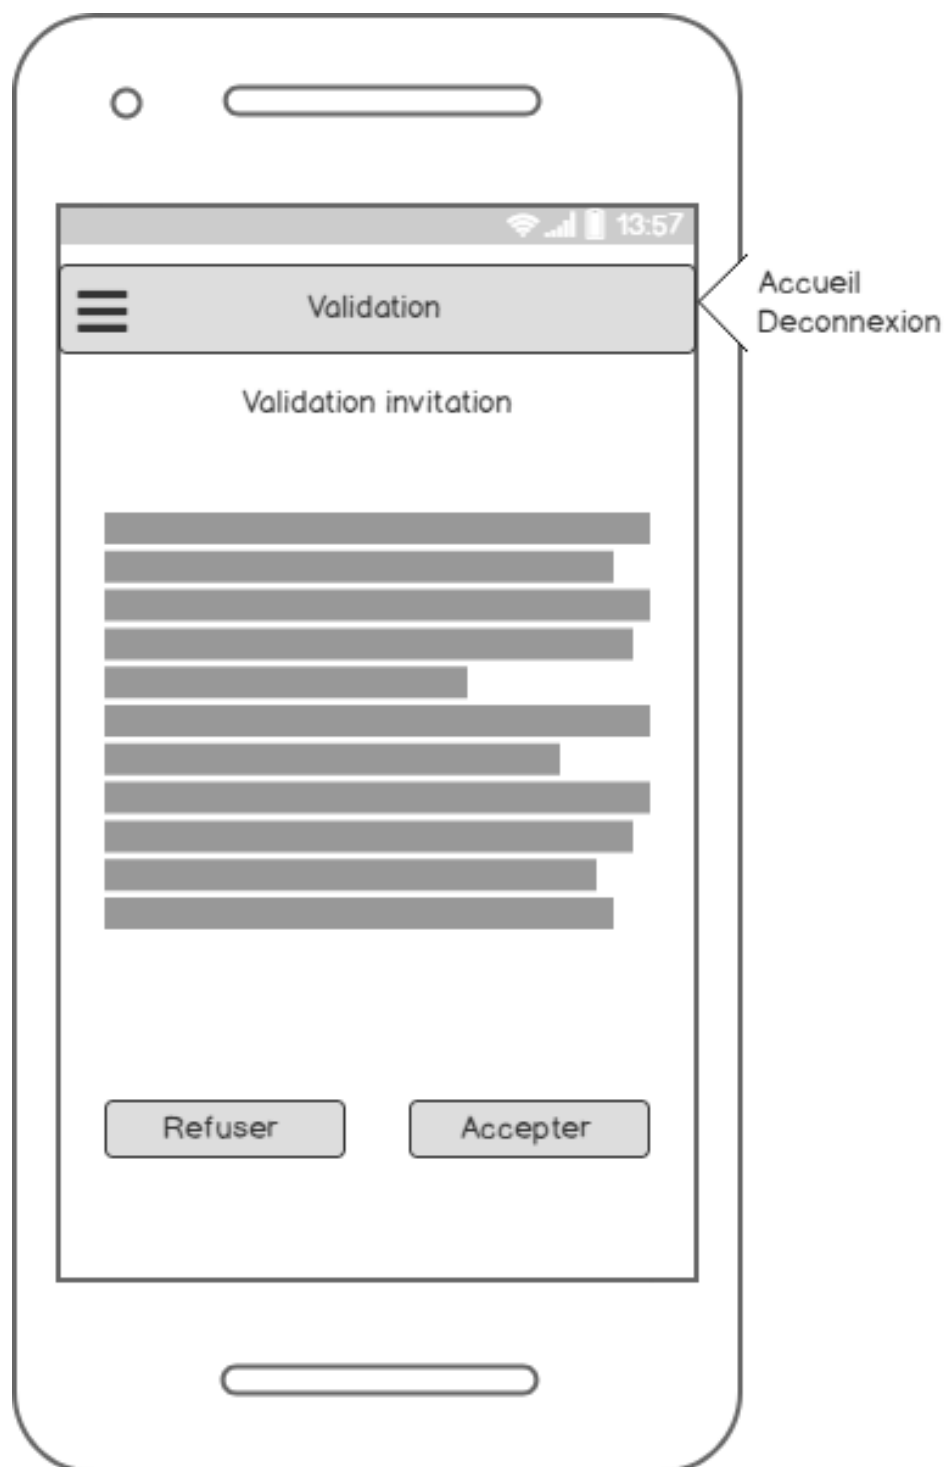 13:57
Validation
Accueil
Deconnexion
Validation invitation
Refuser
Accepter